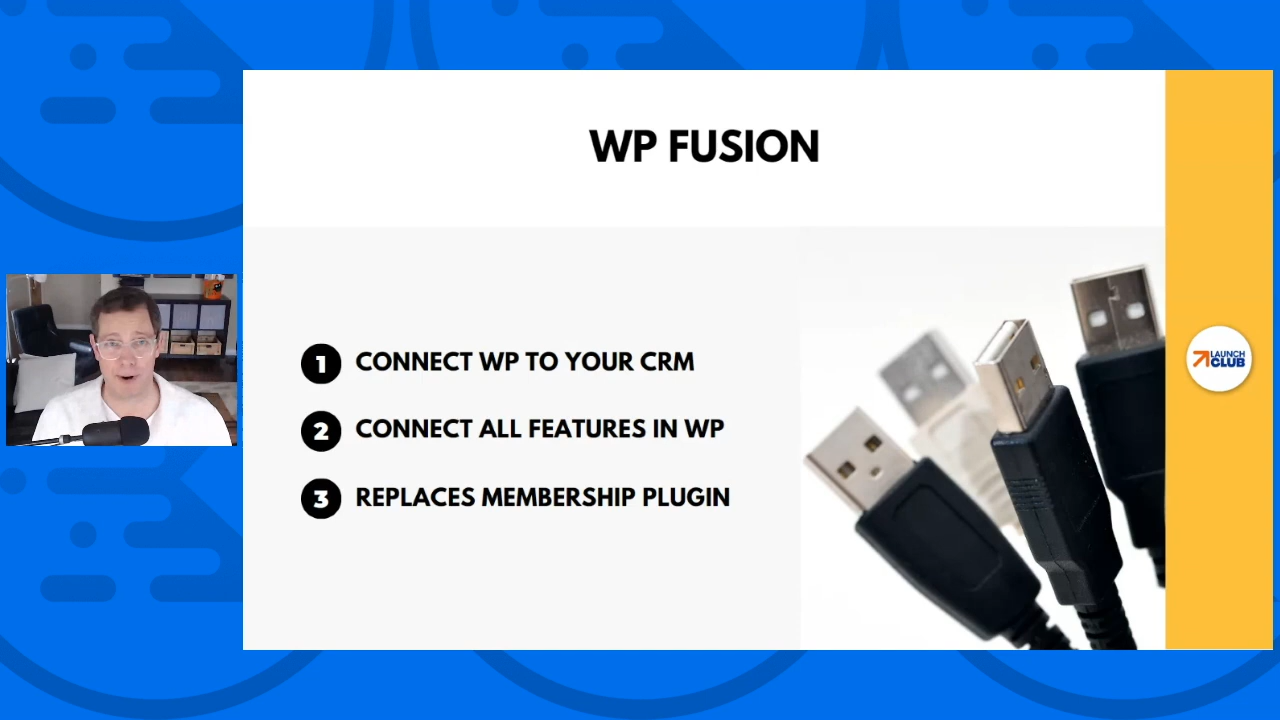 WP FUSION
1 CONNECT WP TO YOUR CRM
2 CONNECT ALL FEATURES IN WP
3 REPLACES MEMBERSHIP PLUGIN
LAUNCH
CLUB